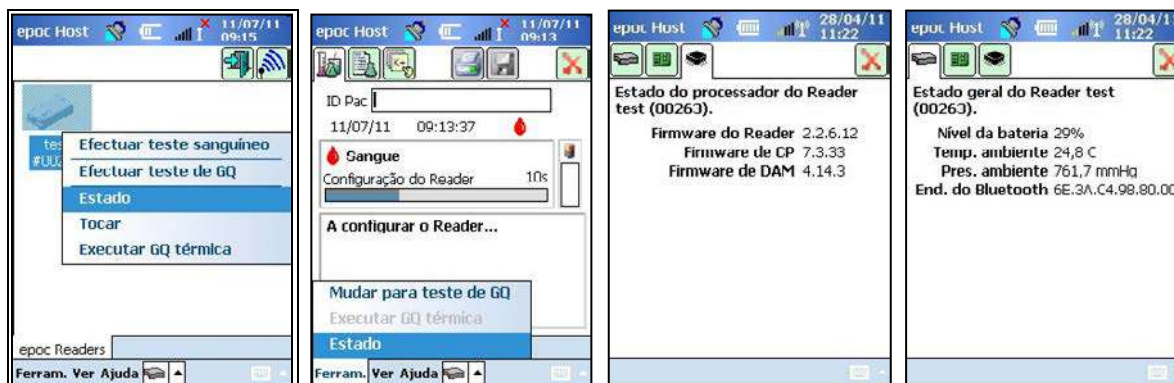 epoc Host
11/07/11
09:15
Efectuar teste sanguíneo
Efectuar teste de GQ
Estado
Tocar
Executar GQ térmica
epoc Readers
Ferram. Ver Ajuda
epoc Host
11/07/11
09:13
ID Pac
11/07/11 09:13:37
Sangue
Configuração do Reader 10s
A configurar o Reader...
Mudar para teste de GQ
Executar GQ térmica
Estado
Ferram. Ver Ajuda
epoc Host
28/04/11
11:22
Estado do processador do Reader
test (00263).
Firmware do Reader 2.2.6.12
Firmware de CP 7.3.33
Firmware de DAM 4.14.3
epoc Host
28/04/11
11:22
Estado geral do Reader test
(00263).
Nível da bateria 29%
Temp. ambiente 24,8 C
Pres. ambiente 761,7 mmHg
End. do Bluetooth 6E.3A.C4.98.80.00